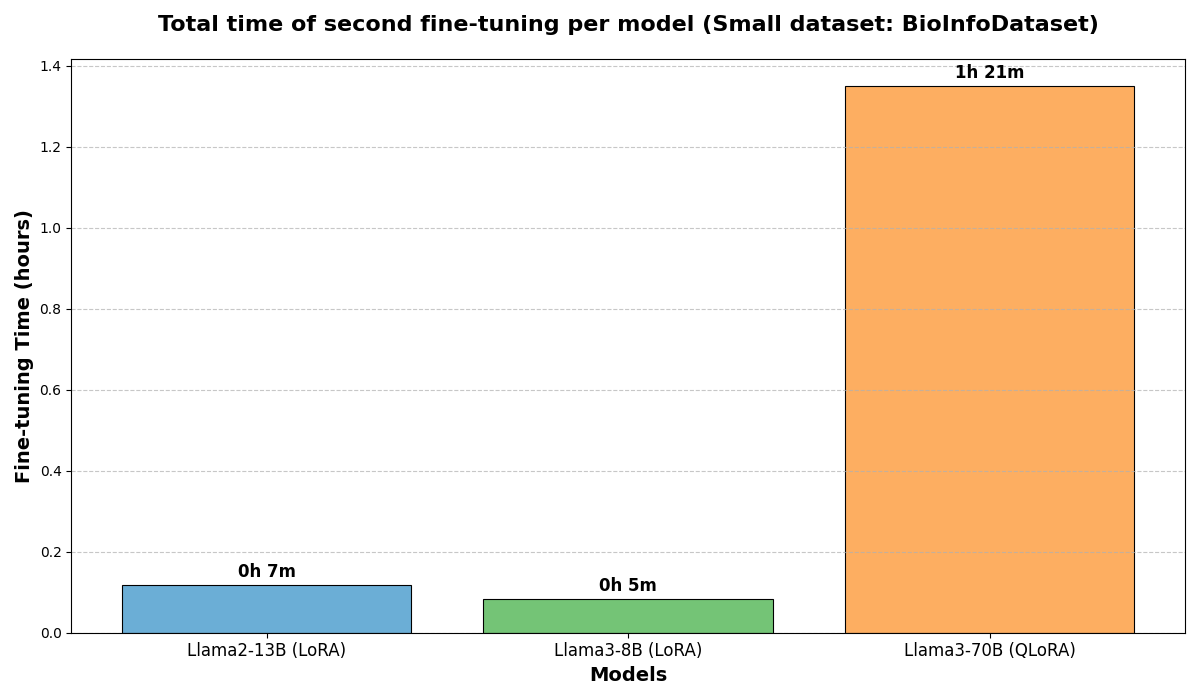 Total time of second fine-tuning per model (Small dataset: BioInfoDataset)
Fine-tuning Time (hours)
1.4
1.2
1.0
0.8
0.6
0.4
0.2
0.0
0h 7m
0h 5m
1h 21m
Llama2-13B (LoRA)
Llama3-8B (LoRA)
Llama3-70B (QLoRA)
Models